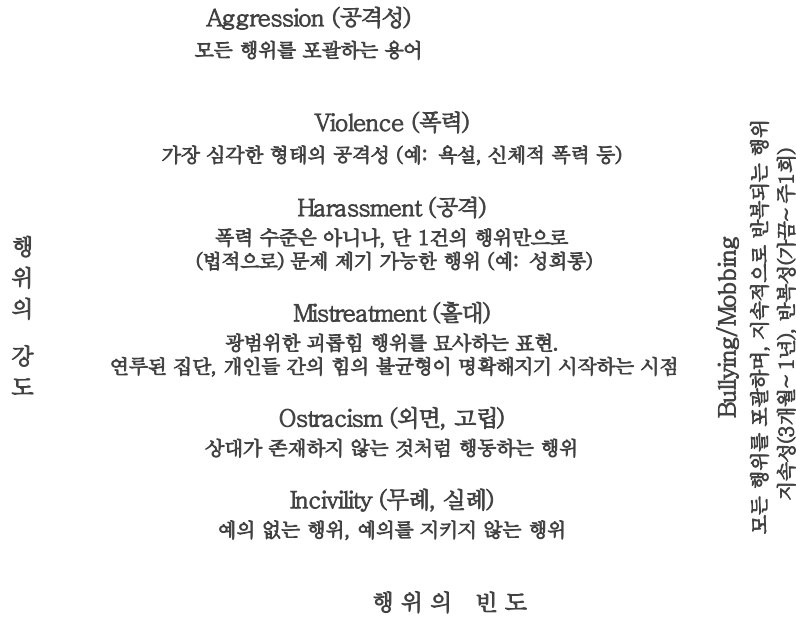 Aggression (공격성)
모든 행위를 포괄하는 용어
Violence (폭력)
가장 심각한 형태의 공격성 (예: 욕설, 신체적 폭력 등)
Harassment (공격)
폭력 수준은 아니나, 단 1건의 행위만으로
(법적으로) 문제 제기 가능한 행위 (예: 성희롱)
Mistreatment (홀대)
광범위한 괴롭힘 행위를 묘사하는 표현.
연루된 집단, 개인들 간의 힘의 불균형이 명확해지기 시작하는 시점
Ostracism (외면, 고립)
상대가 존재하지 않는 것처럼 행동하는 행위
Incivility (무례, 실례)
예의 없는 행위, 예의를 지키지 않는 행위
행위의 강도
행위의 빈도
Bullying/Mobbing
모든 행위를 포괄하며, 지속적으로 반복되는 행위
지속성(3개월~1년), 반복성(가끔~주1회)